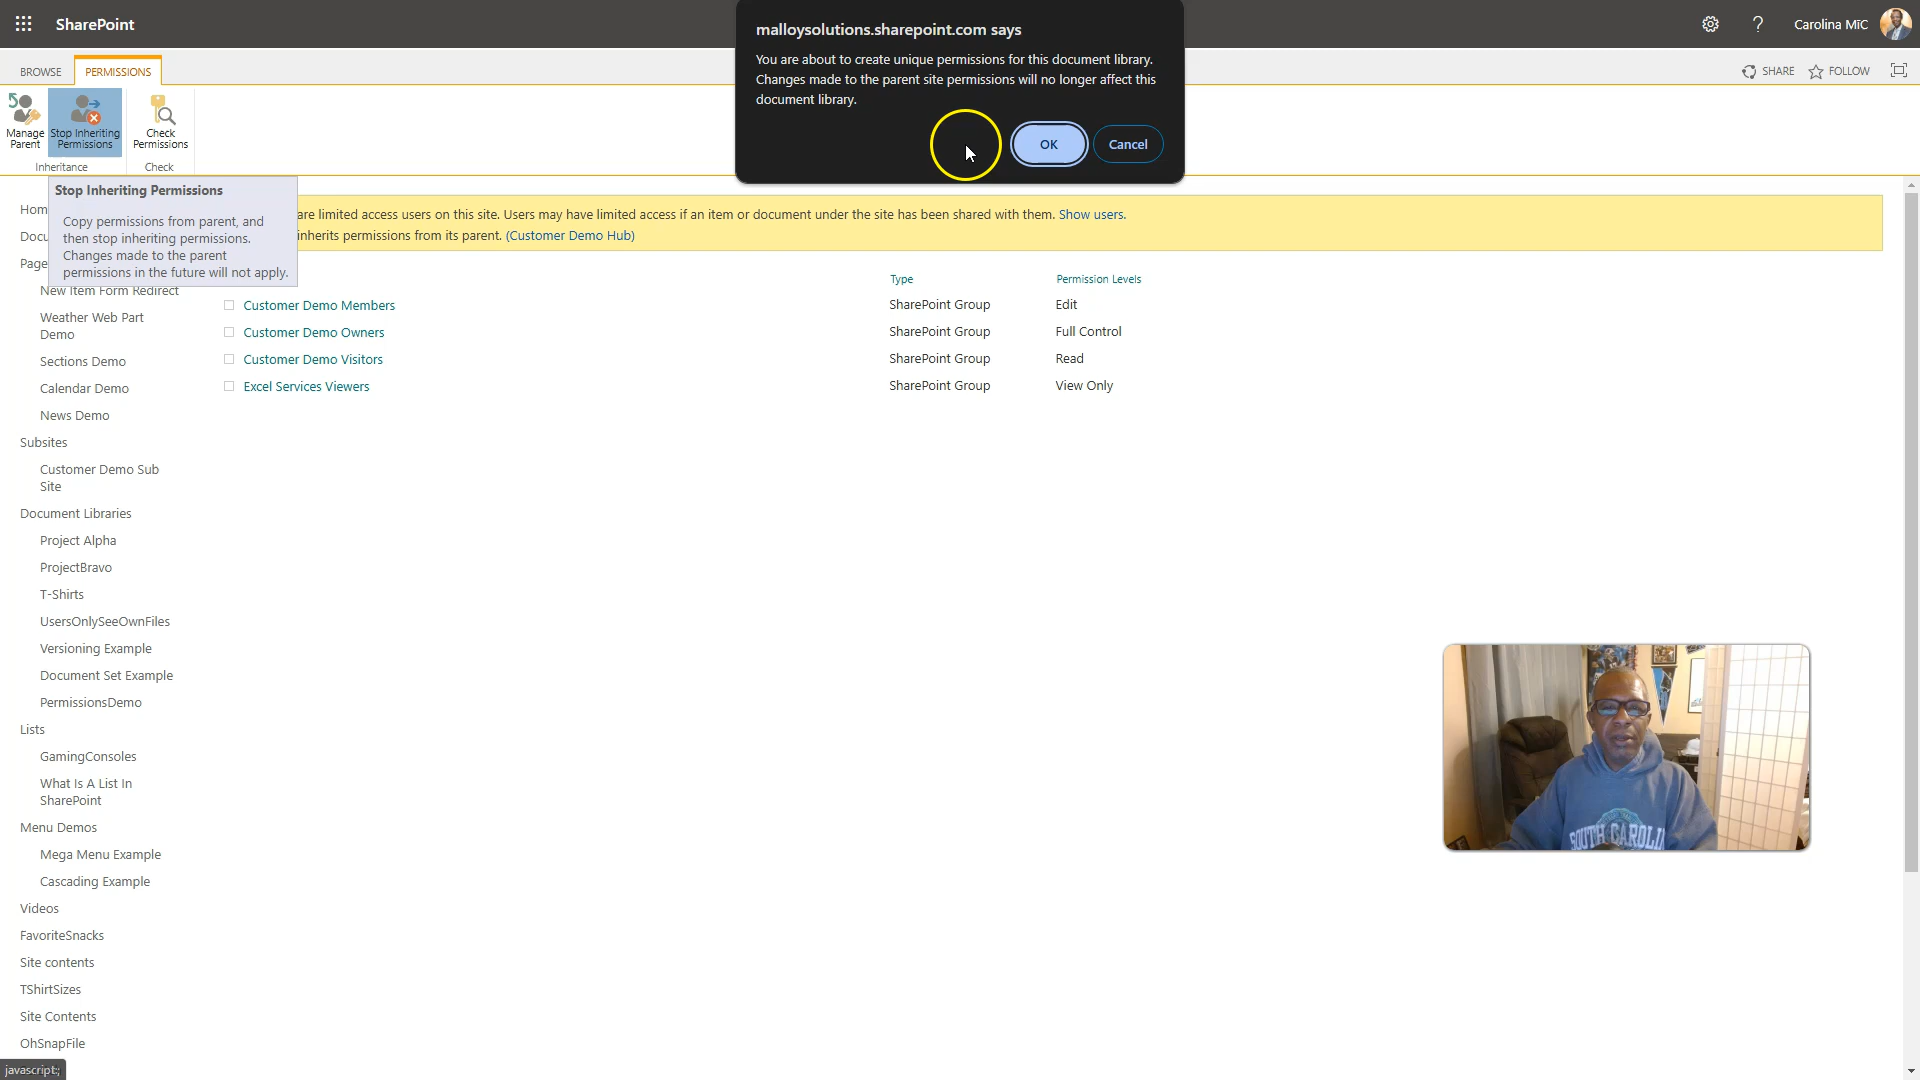 SharePoint
malloysolutions.sharepoint.com says
You are about to create unique permissions for this document library.
Changes made to the parent site permissions will no longer affect this
document library.
OK
Cancel
?
Carolina MiC
BROWSE
PERMISSIONS
SHARE
FOLLOW
Manage
Parent
Stop Inheriting
Permissions
Check
Permissions
Inheritance
Check
Stop Inheriting Permissions
Copy permissions from parent, and
then stop inheriting permissions.
Changes made to the parent
permissions in the future will not apply.
are limited access users on this site. Users may have limited access if an item or document under the site has been shared with them. Show users.
inherits permissions from its parent. (Customer Demo Hub)
Type
Permission Levels
Customer Demo Members
SharePoint Group
Edit
Customer Demo Owners
SharePoint Group
Full Control
Customer Demo Visitors
SharePoint Group
Read
Excel Services Viewers
SharePoint Group
View Only
Hom
Docu
Page
New Item Form Redirect
Weather Web Part
Demo
Sections Demo
Calendar Demo
News Demo
Subsites
Customer Demo Sub
Site
Document Libraries
Project Alpha
ProjectBravo
T-Shirts
UsersOnlySeeOwnFiles
Versioning Example
Document Set Example
PermissionsDemo
Lists
GamingConsoles
What Is A List In
SharePoint
Menu Demos
Mega Menu Example
Cascading Example
Videos
FavoriteSnacks
Site contents
TShirtSizes
Site Contents
OhSnapFile
javascript:;
SOUTH CAROLI